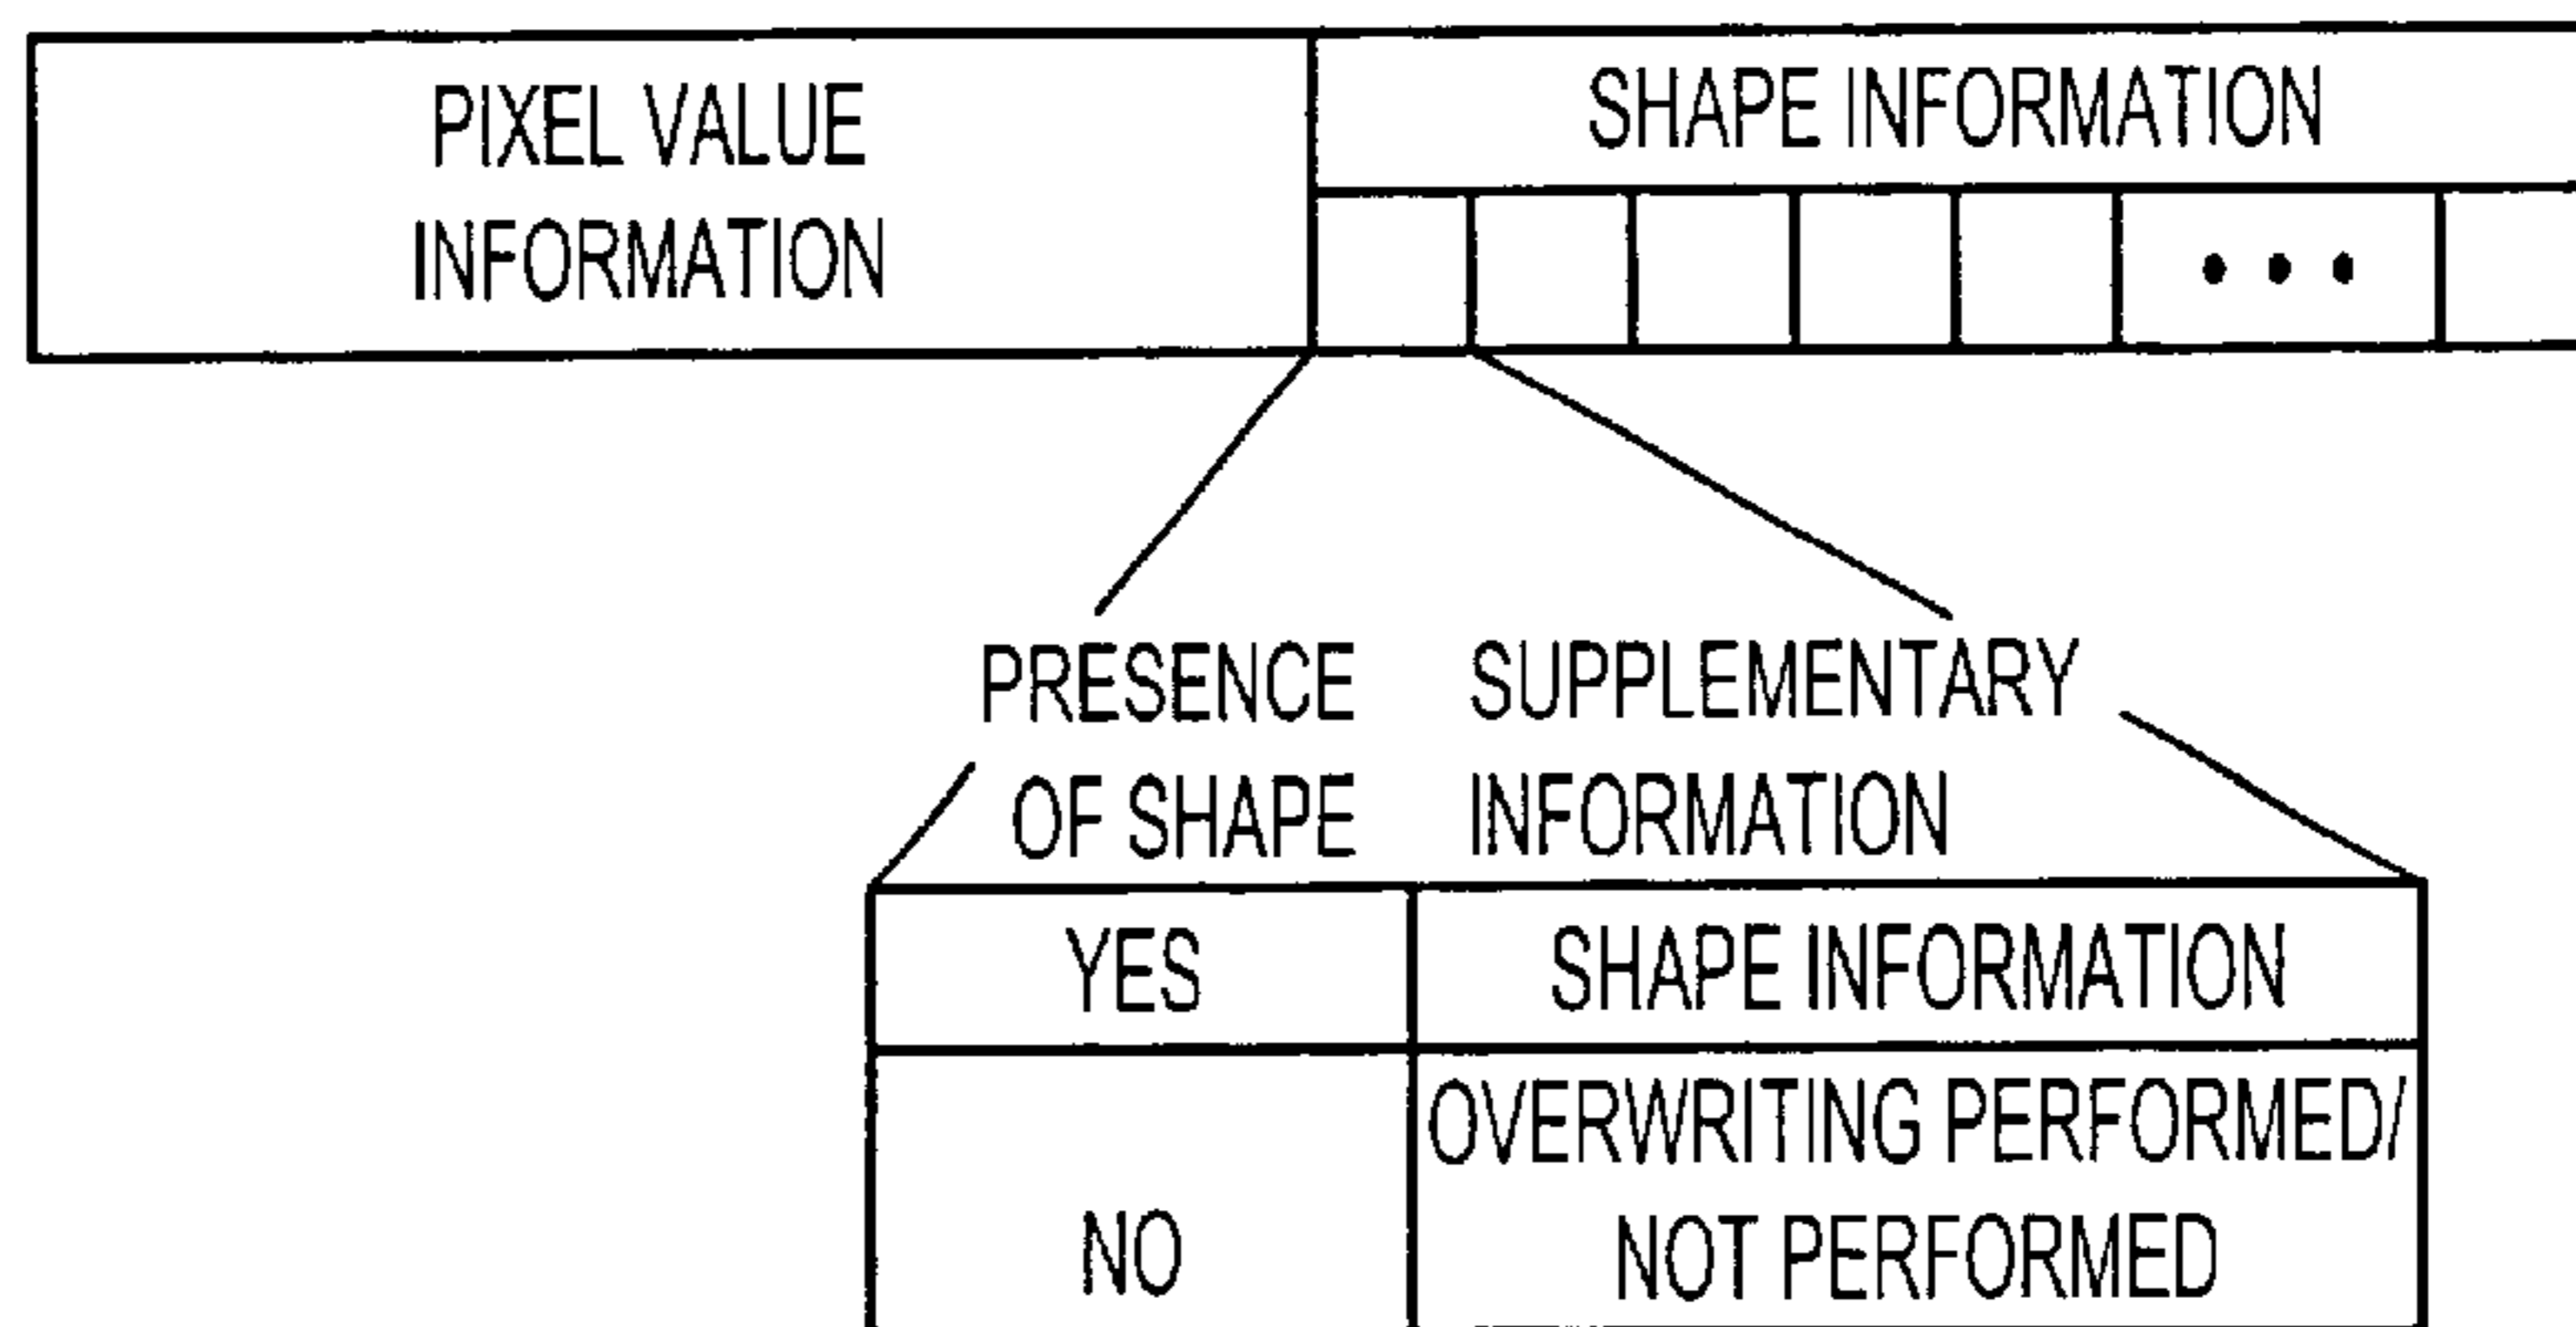 PIXEL VALUE
INFORMATION
SHAPE INFORMATION
• • •
PRESENCE
OF SHAPE
SUPPLEMENTARY
INFORMATION
YES
SHAPE INFORMATION
NO
OVERWRITING PERFORMED/
NOT PERFORMED